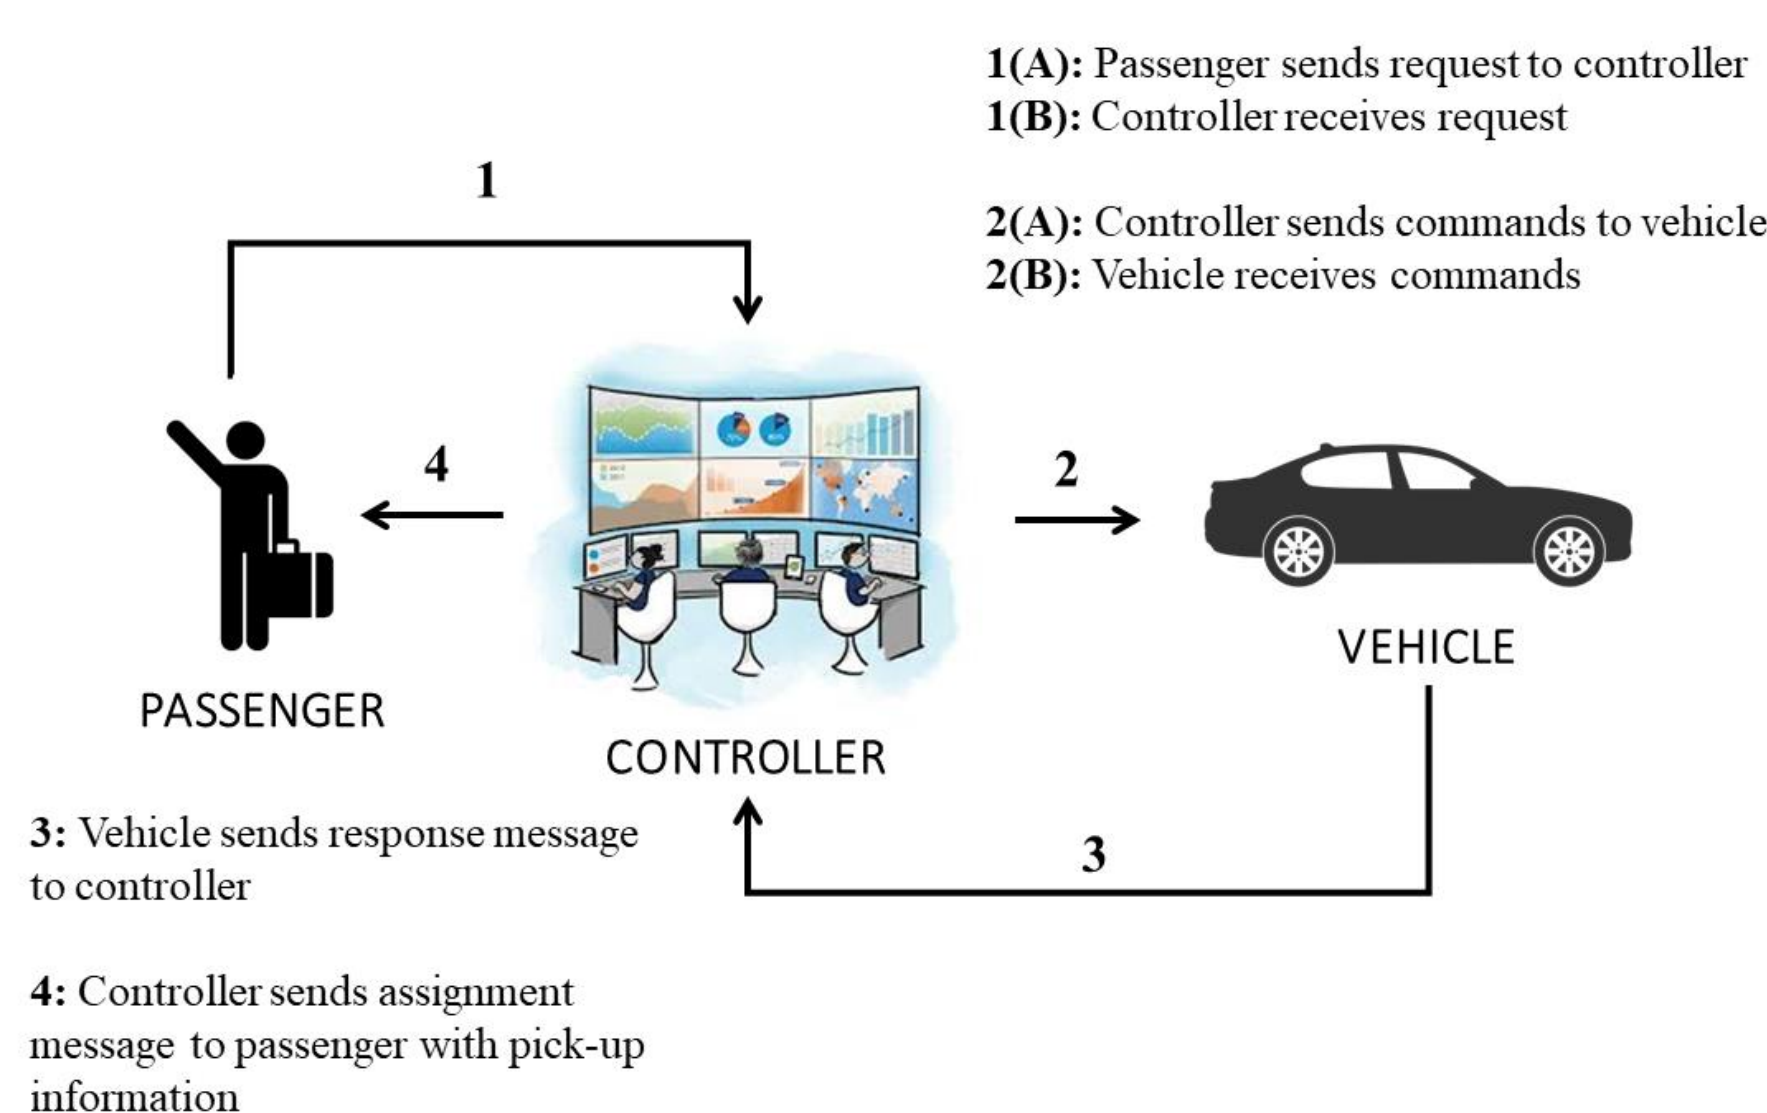 1(A): Passenger sends request to controller
1(B): Controller receives request
1
2(A): Controller sends commands to vehicle
2(B): Vehicle receives commands
4
2
VEHICLE
PASSENGER
CONTROLLER
3: Vehicle sends response message
to controller
3
4: Controller sends assignment
message to passenger with pick-up
information